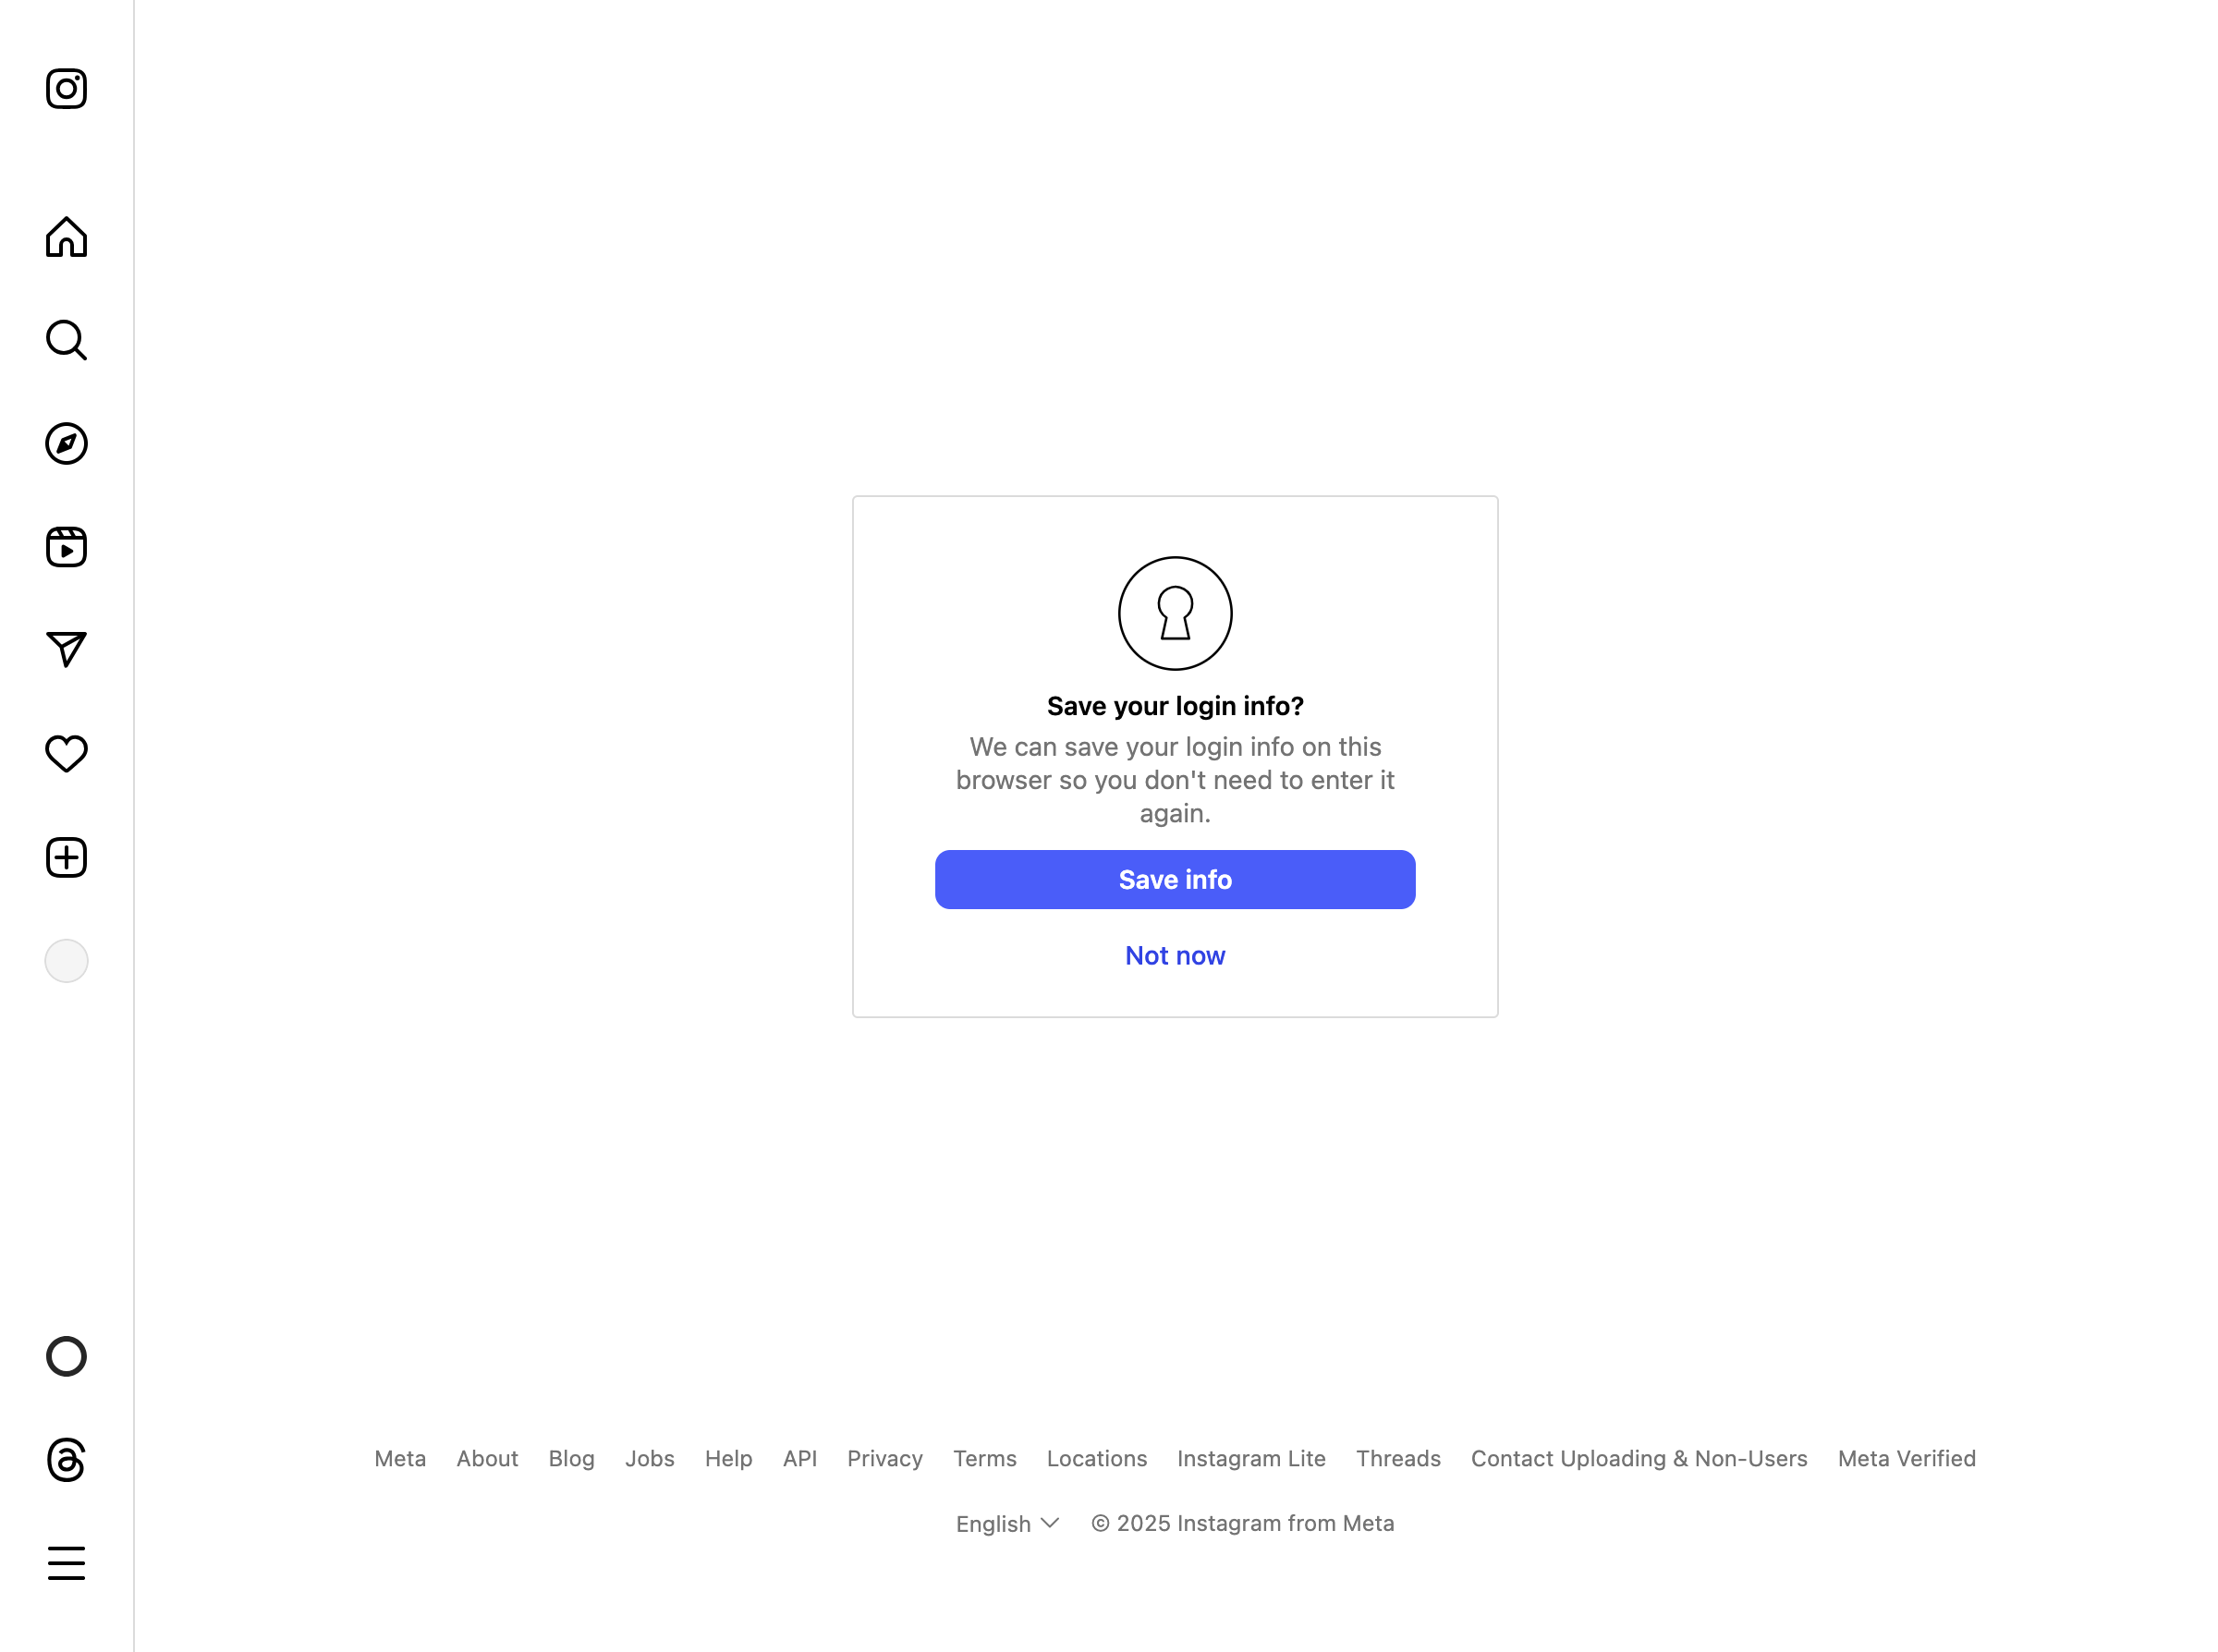 Save your login info?
We can save your login info on this
browser so you don't need to enter it
again.
Save info
Not now
Meta About Blog Jobs Help API Privacy Terms Locations Instagram Lite Threads Contact Uploading & Non-Users Meta Verified
English © 2025 Instagram from Meta